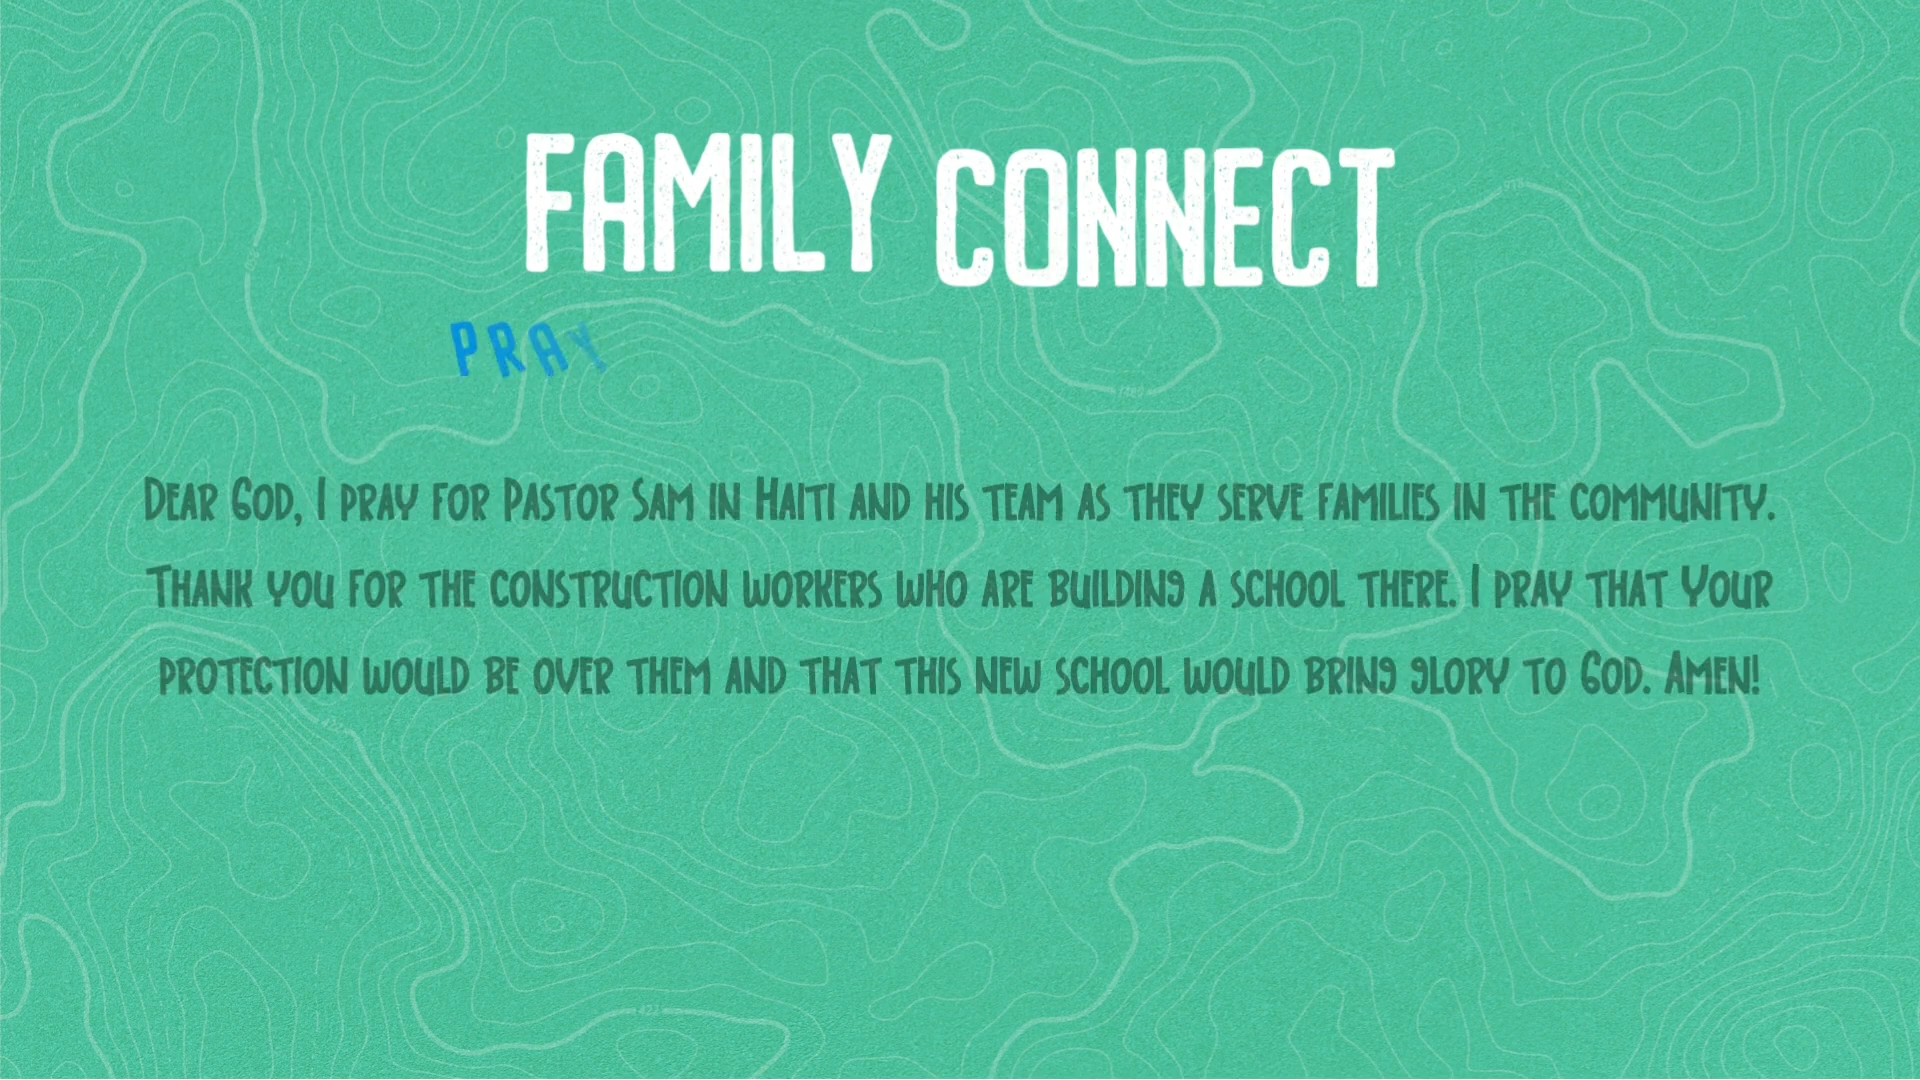 FAMILY CONNECT
PRAY
Dear God, I pray for Pastor Sam in Haiti and his team as they serve families in the community.
Thank you for the construction workers who are building a school there. I pray that Your
protection would be over them and that this new school would bring glory to God. Amen!